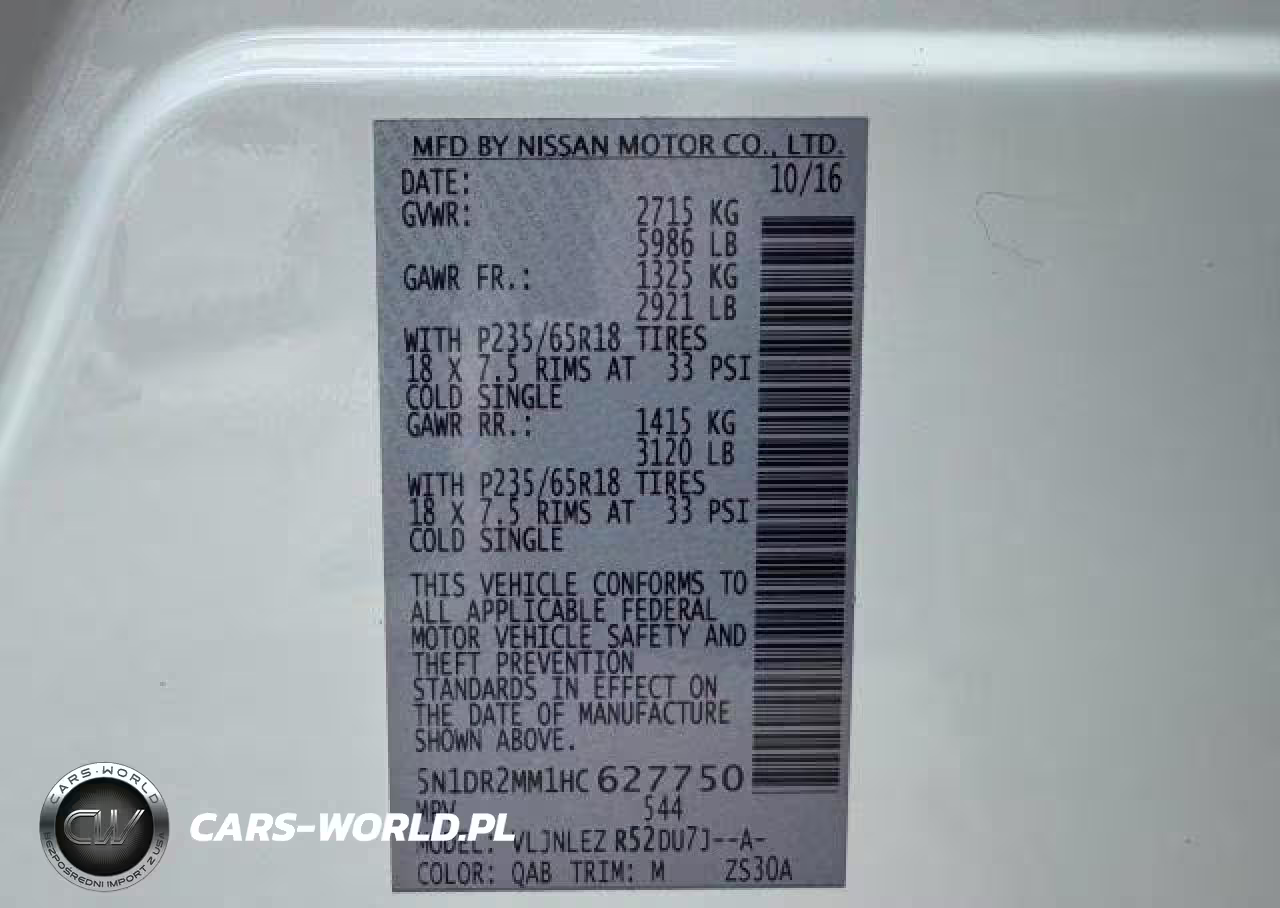 MFD BY NISSAN MOTOR CO., LTD.
DATE: 10/16
GVWR: 2715 KG
5986 LB
GAWR FR.: 1325 KG
2921 LB
WITH P235/65R18 TIRES
18 X 7.5 RIMS AT 33 PSI
COLD SINGLE
GAWR RR.: 1415 KG
3120 LB
WITH P235/65R18 TIRES
18 X 7.5 RIMS AT 33 PSI
COLD SINGLE
THIS VEHICLE CONFORMS TO
ALL APPLICABLE FEDERAL
MOTOR VEHICLE SAFETY AND
THEFT PREVENTION
STANDARDS IN EFFECT ON
THE DATE OF MANUFACTURE
SHOWN ABOVE.
5N1DR2MM1HC627750
MPV 544
MODEL: VLJNLEZ R52DU7J--A-
COLOR: QAB TRIM: M ZS30A
CARS-WORLD
CW
BEZPOŚREDNI IMPORT Z USA
CARS-WORLD.PL